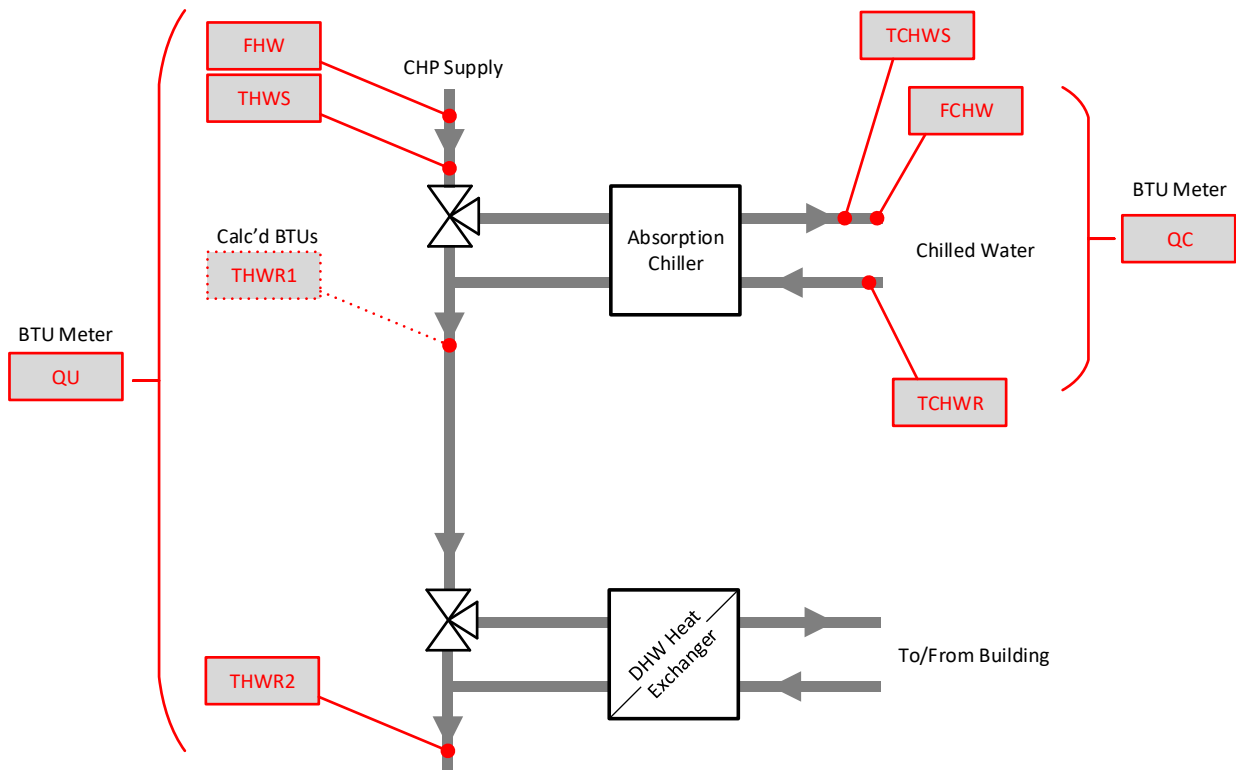 FHW
THWS
CHP Supply
TCHWS
FCHW
BTU Meter
QC
Absorption
Chiller
Chilled Water
Calc’d BTUs
THWR1
BTU Meter
QU
TCHWR
DHW Heat
Exchanger
To/From Building
THWR2